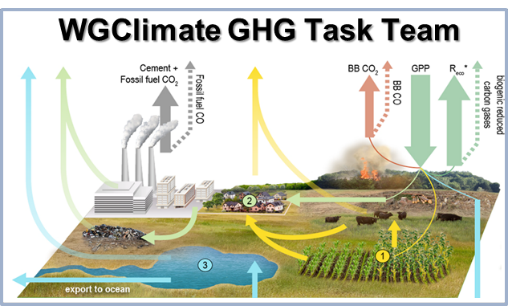 WGClimate GHG Task Team
Cement +
Fossil fuel CO₂
Fossil fuel CO
BB CO₂
BB CO
GPP
Reco*
biogenic reduced
carbon gases
2
1
3
export to ocean